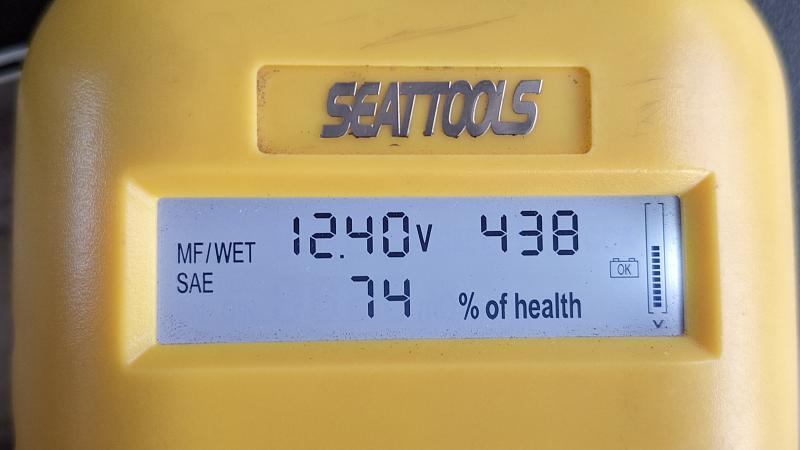 SEATTOOLS
MF/WET 12.40V 438
SAE 74 % of health
OK